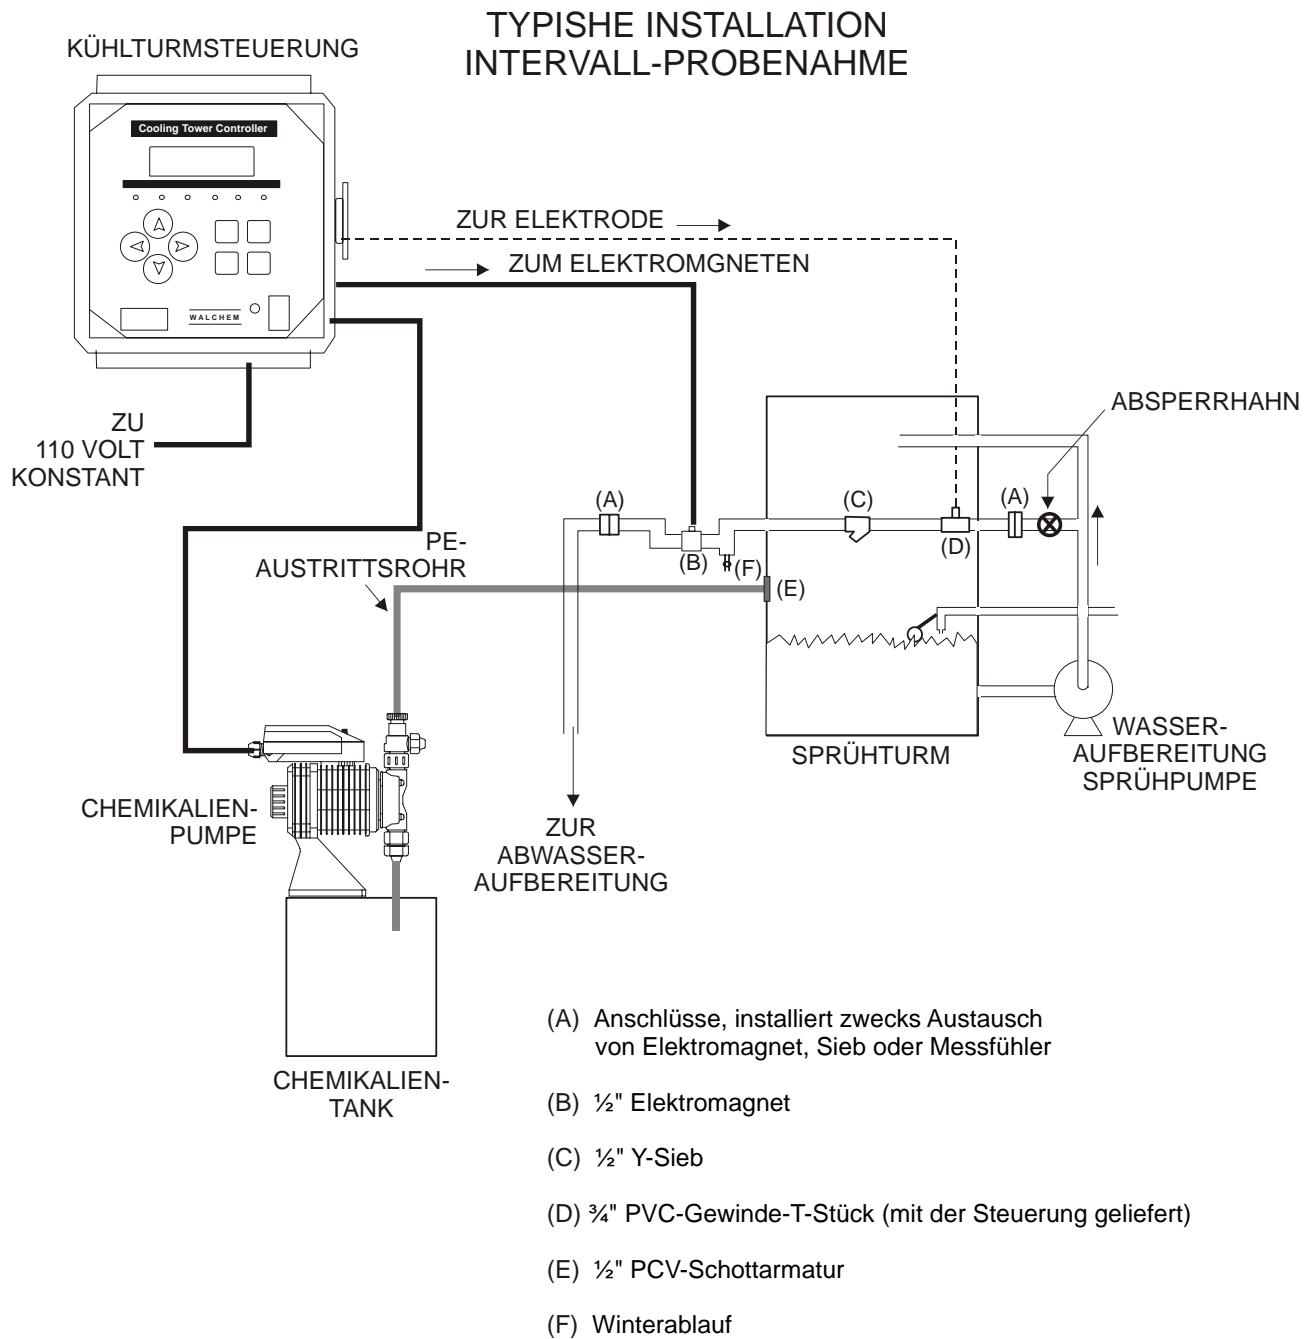 TYPISHE INSTALLATION
INTERVALL-PROBENAHME
KÜHLTURMSTEUERUNG
Cooling Tower Controller
WALCHEM
ZUR ELEKTRODE
ZUM ELEKTROMGNETEN
ZU
110 VOLT
KONSTANT
ABSPERRHAHN
(A)
(C)
(A)
(B)
(F)
(D)
(E)
PE-
AUSTRITTSROHR
SPRÜHTURM
WASSER-
AUFBEREITUNG
SPRÜHPUMPE
CHEMIKALIEN-
PUMPE
ZUR
ABWASSER-
AUFBEREITUNG
CHEMIKALIEN-
TANK
(A) Anschlüsse, installiert zwecks Austausch
von Elektromagnet, Sieb oder Messfühler
(B) ½" Elektromagnet
(C) ½" Y-Sieb
(D) ¾" PVC-Gewinde-T-Stück (mit der Steuerung geliefert)
(E) ½" PCV-Schottarmatur
(F) Winterablauf